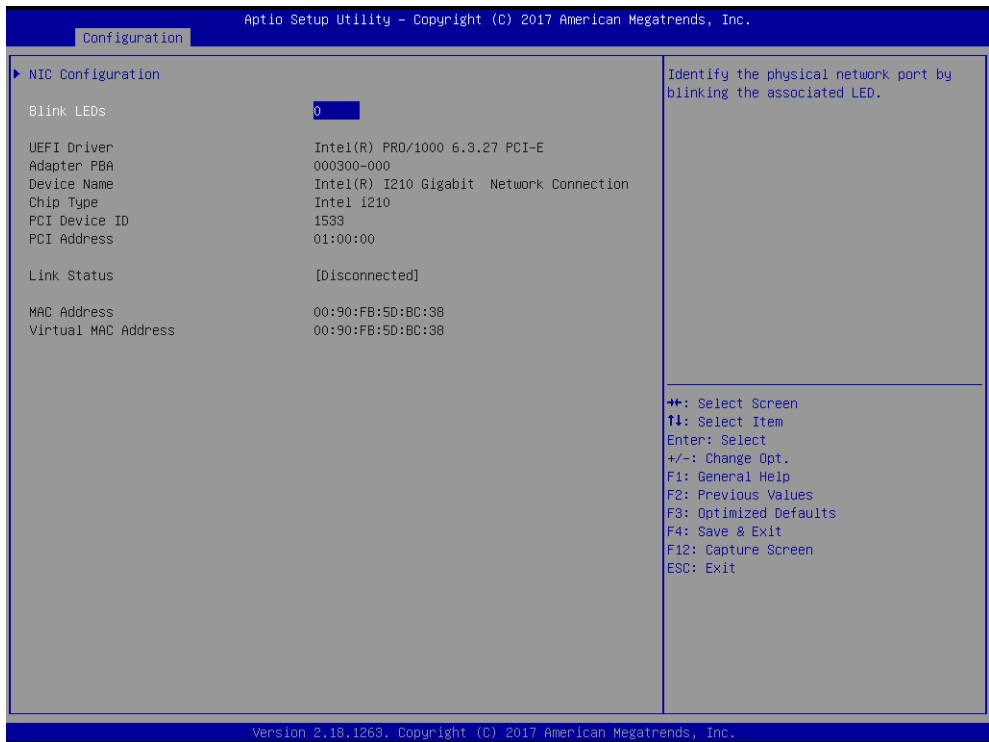 Aptio Setup Utility – Copyright (C) 2017 American Megatrends, Inc.
Configuration
▶ NIC Configuration
Blink LEDs 0
UEFI Driver Intel(R) PRO/1000 6.3.27 PCI-E
Adapter PBA 000300-000
Device Name Intel(R) I210 Gigabit  Network Connection
Chip Type Intel i210
PCI Device ID 1533
PCI Address 01:00:00
Link Status [Disconnected]
MAC Address 00:90:FB:5D:BC:38
Virtual MAC Address 00:90:FB:5D:BC:38
Identify the physical network port by
blinking the associated LED.
→←: Select Screen
↑↓: Select Item
Enter: Select
+/-: Change Opt.
F1: General Help
F2: Previous Values
F3: Optimized Defaults
F4: Save & Exit
F12: Capture Screen
ESC: Exit
Version 2.18.1263. Copyright (C) 2017 American Megatrends, Inc.